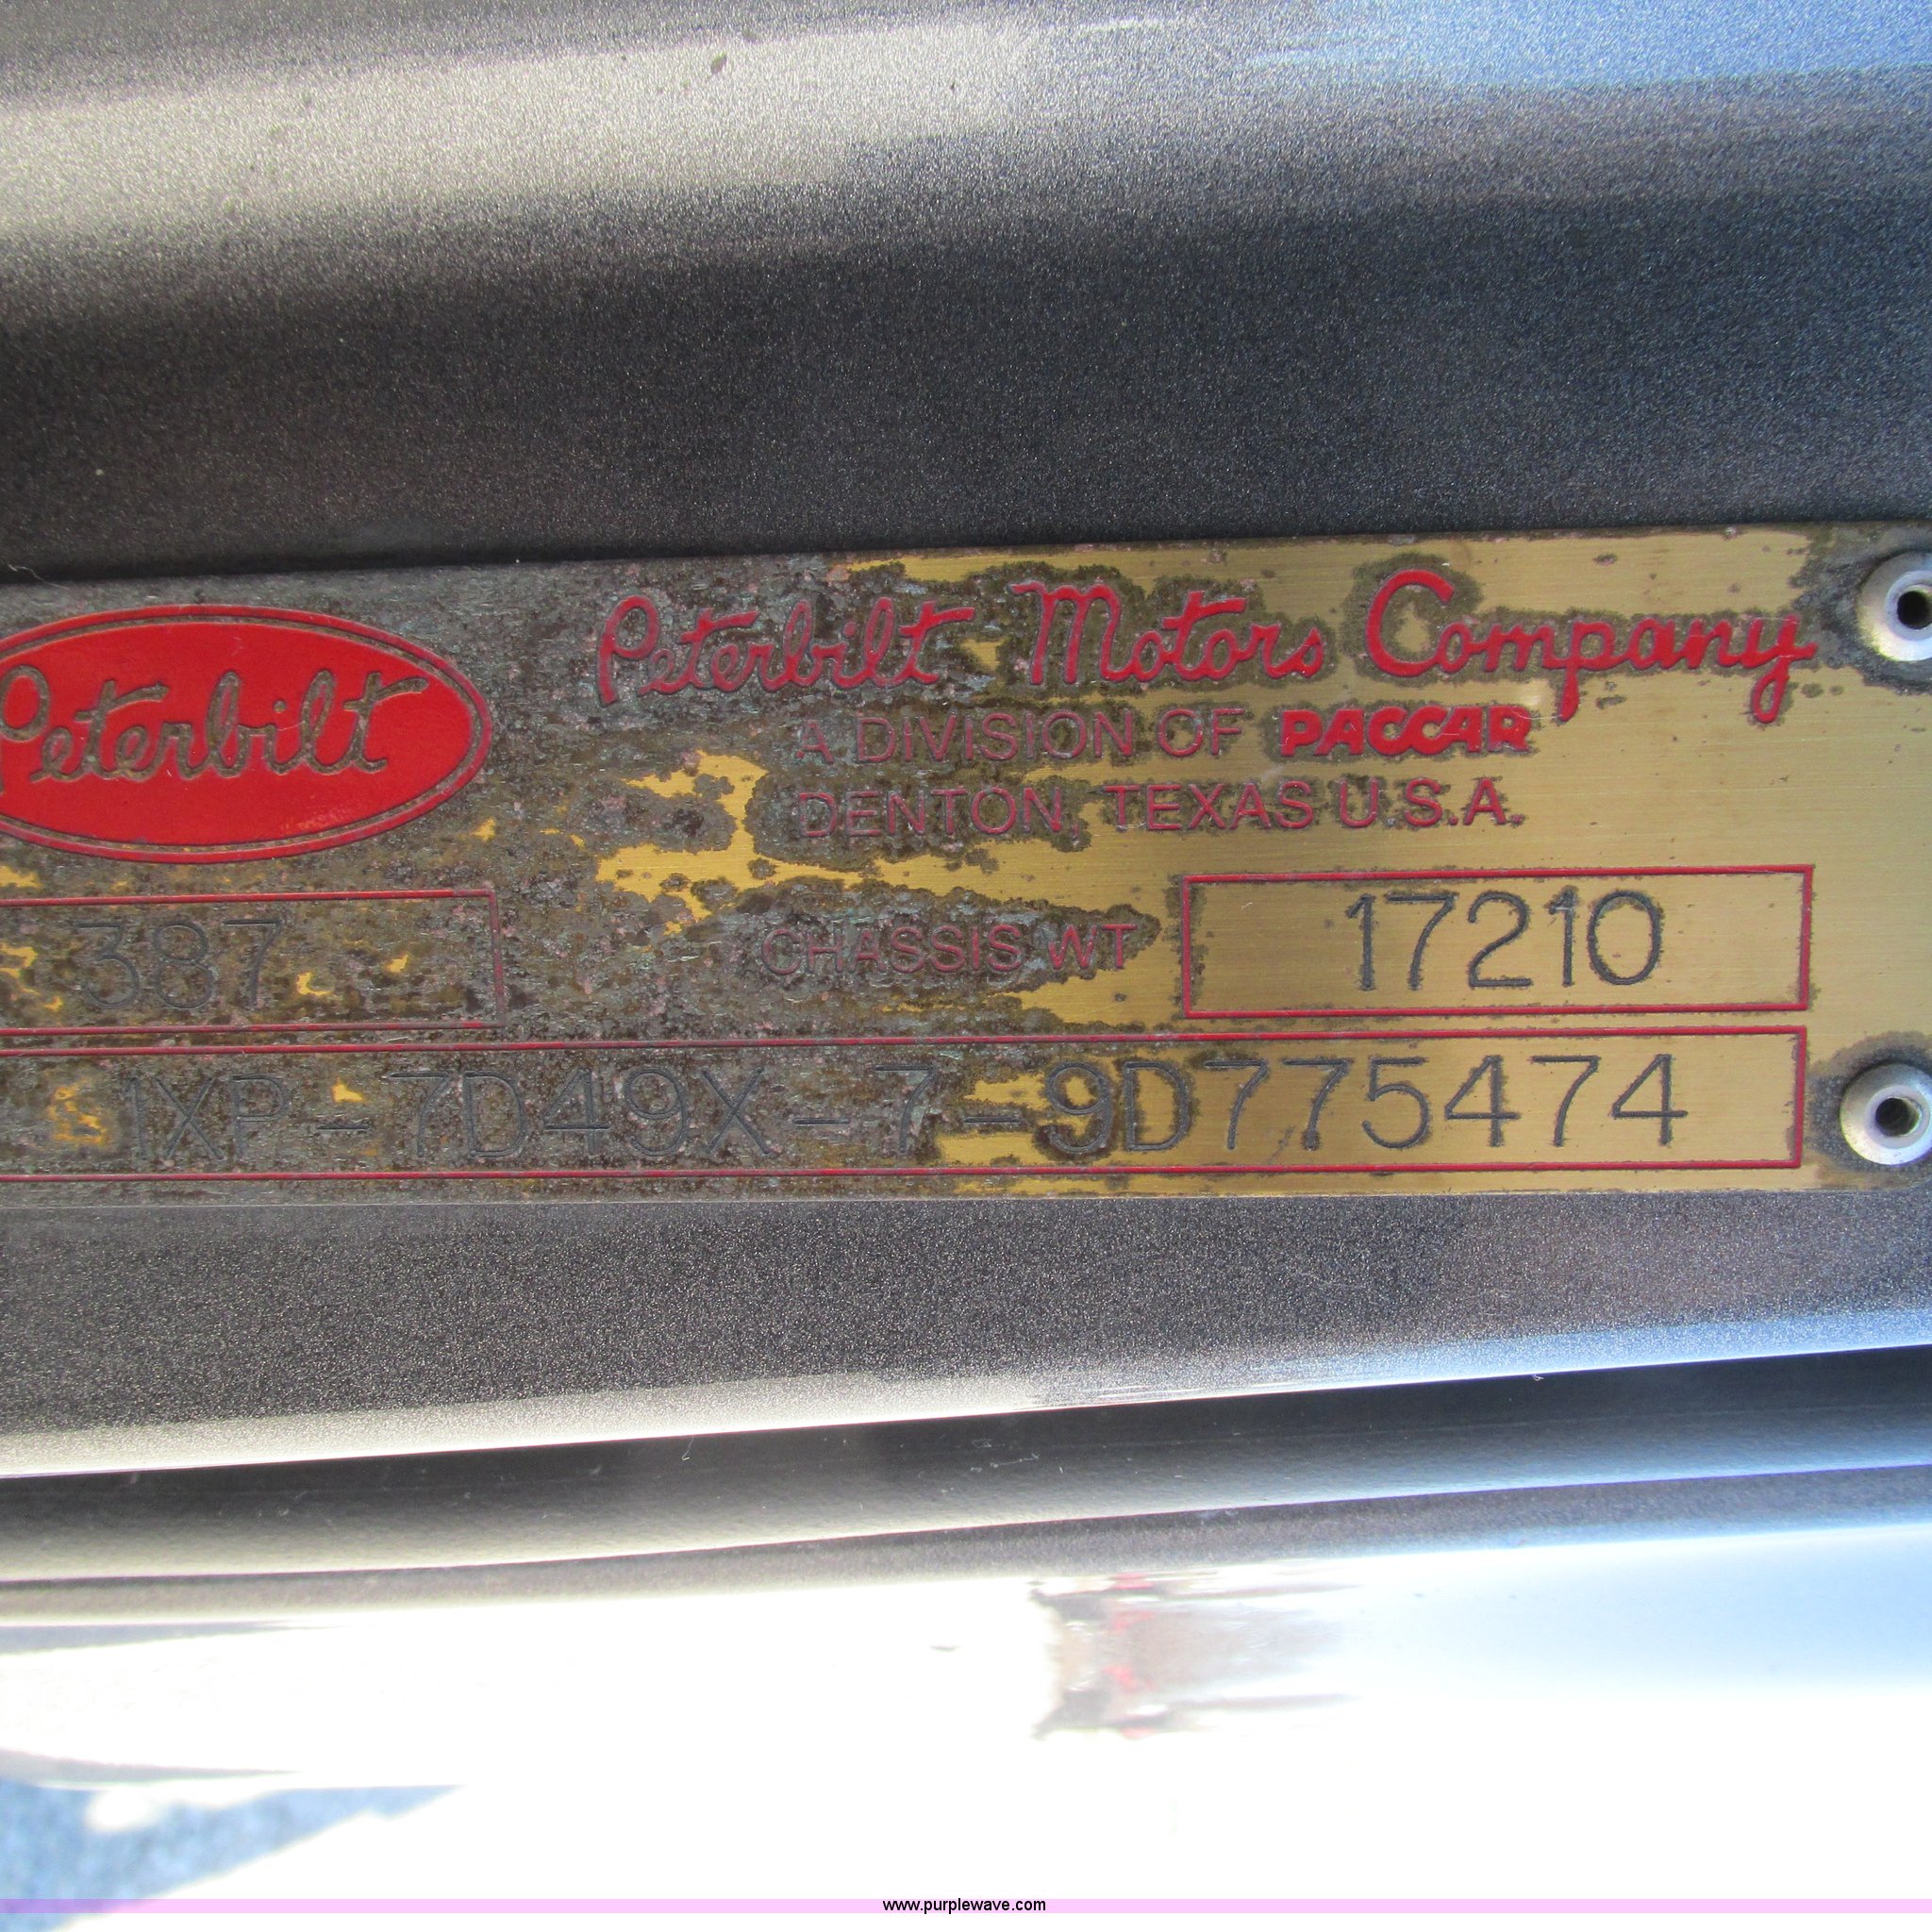 Peterbilt
Peterbilt Motors Company
A DIVISION OF PACCAR
DENTON, TEXAS U.S.A.
387
CHASSIS WT 17210
1XP-7D49X-7-9D775474
www.purplewave.com